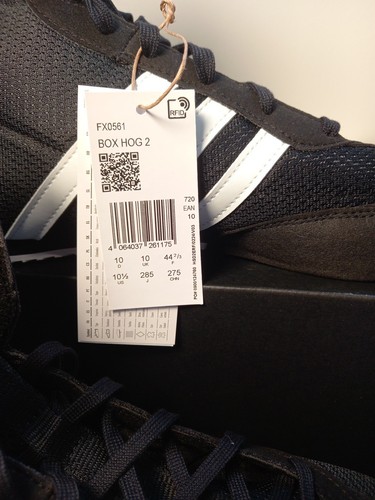 RFID
FX0561
BOX HOG 2
720
EAN
10
4 064037 261175
10 10 44 2/3
D UK F
10½ 285 275
US J CHN